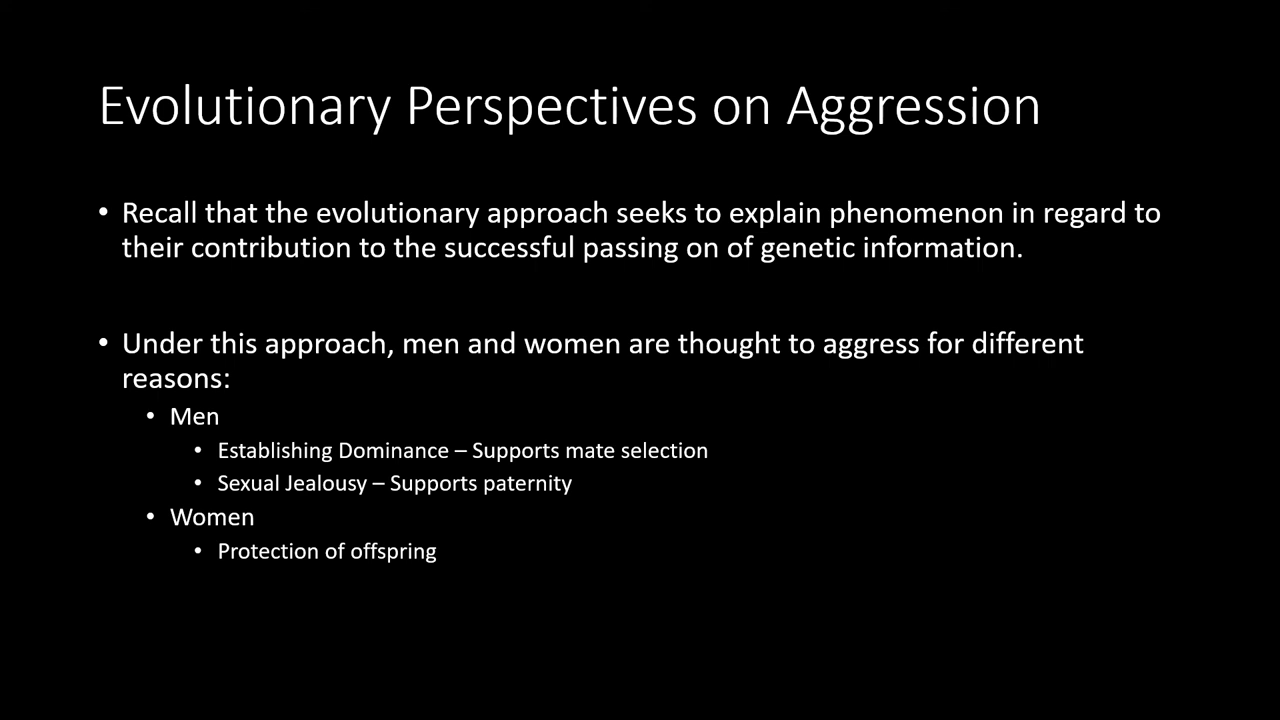 Evolutionary Perspectives on Aggression
• Recall that the evolutionary approach seeks to explain phenomenon in regard to
their contribution to the successful passing on of genetic information.
• Under this approach, men and women are thought to aggress for different
reasons:
• Men
• Establishing Dominance – Supports mate selection
• Sexual Jealousy – Supports paternity
• Women
• Protection of offspring